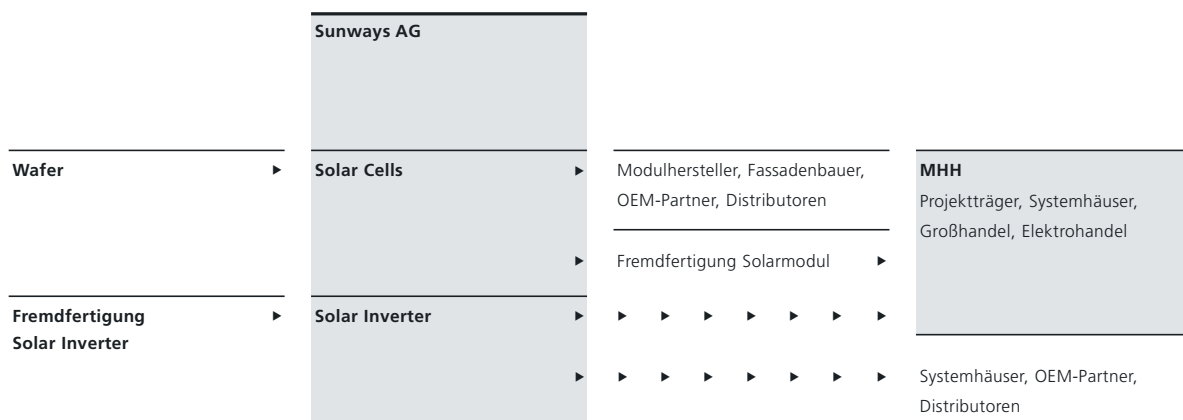 Sunways AG
Wafer ►
Solar Cells ►
Modulhersteller, Fassadenbauer,
OEM-Partner, Distributoren
MHH
Projektträger, Systemhäuser,
Großhandel, Elektrohandel
► Fremdfertigung Solarmodul ►
Fremdfertigung ►
Solar Inverter
Solar Inverter ► ► ► ► ► ► ► ►
► ► ► ► ► ► ► ► Systemhäuser, OEM-Partner,
Distributoren